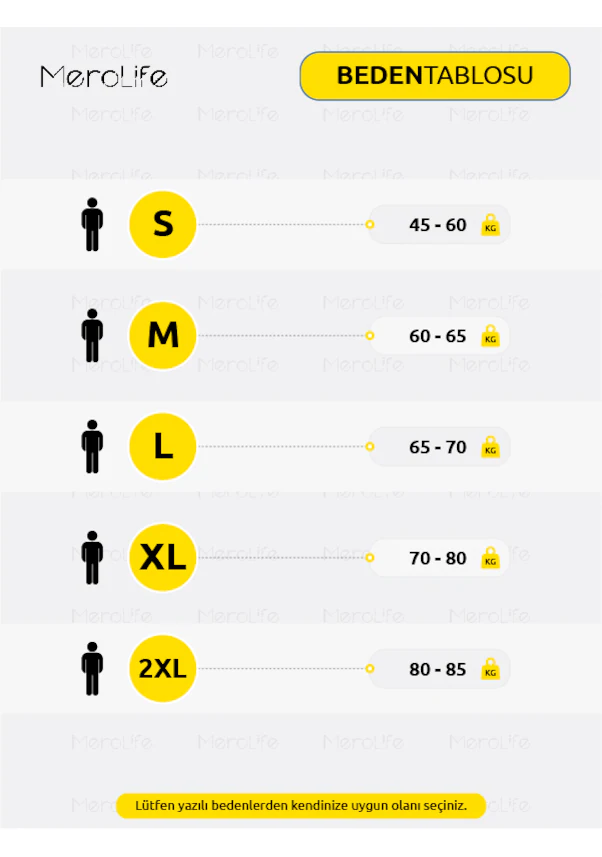 MeroLife
BEDENTABLOSU
S 45 - 60 KG
M 60 - 65 KG
L 65 - 70 KG
XL 70 - 80 KG
2XL 80 - 85 KG
Lütfen yazılı bedenlerden kendinize uygun olanı seçiniz.